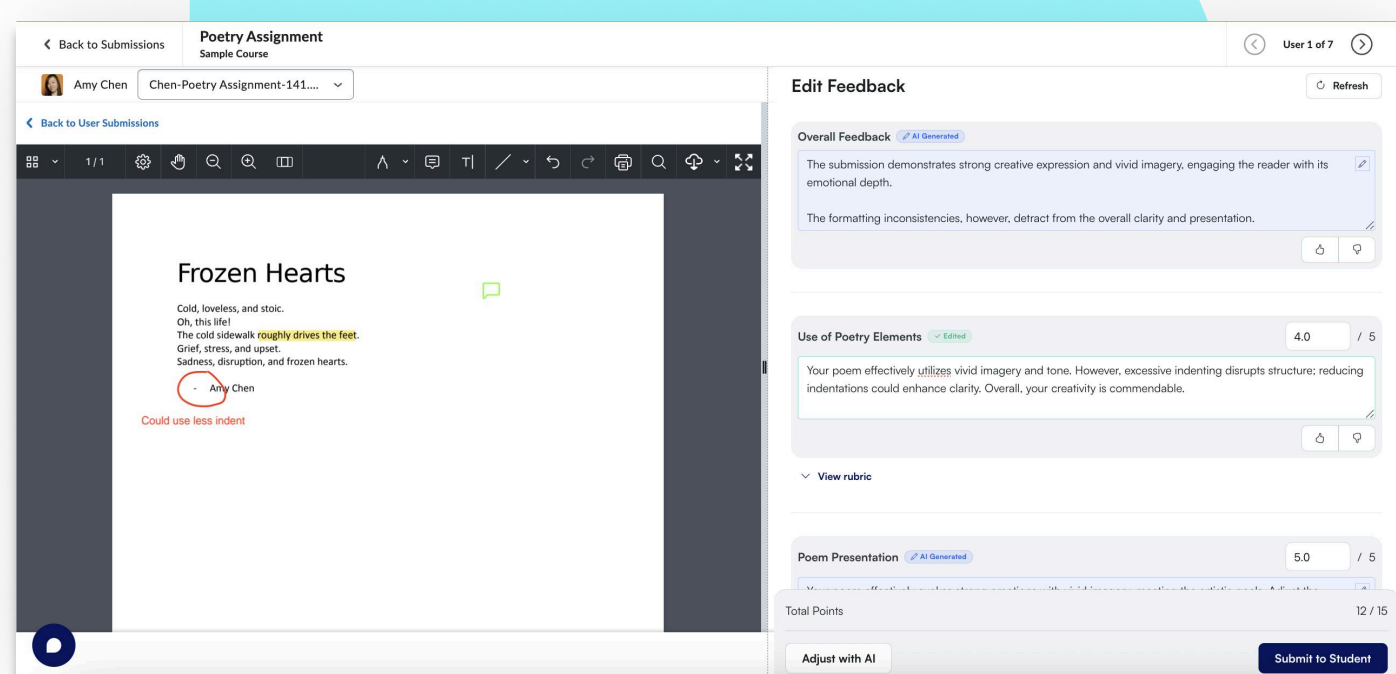 Back to Submissions
Poetry Assignment
Sample Course
User 1 of 7
Amy Chen
Chen-Poetry Assignment-141....
Back to User Submissions
1 / 1
T
Frozen Hearts
Cold, loveless, and stoic.
Oh, this life!
The cold sidewalk roughly drives the feet.
Grief, stress, and upset.
Sadness, disruption, and frozen hearts.
- Amy Chen
Could use less indent
Edit Feedback
Refresh
Overall Feedback AI Generated
The submission demonstrates strong creative expression and vivid imagery, engaging the reader with its
emotional depth.
The formatting inconsistencies, however, detract from the overall clarity and presentation.
Use of Poetry Elements Edited
4.0 / 5
Your poem effectively utilizes vivid imagery and tone. However, excessive indenting disrupts structure; reducing
indentations could enhance clarity. Overall, your creativity is commendable.
View rubric
Poem Presentation AI Generated
5.0 / 5
Total Points
12 / 15
Adjust with AI
Submit to Student